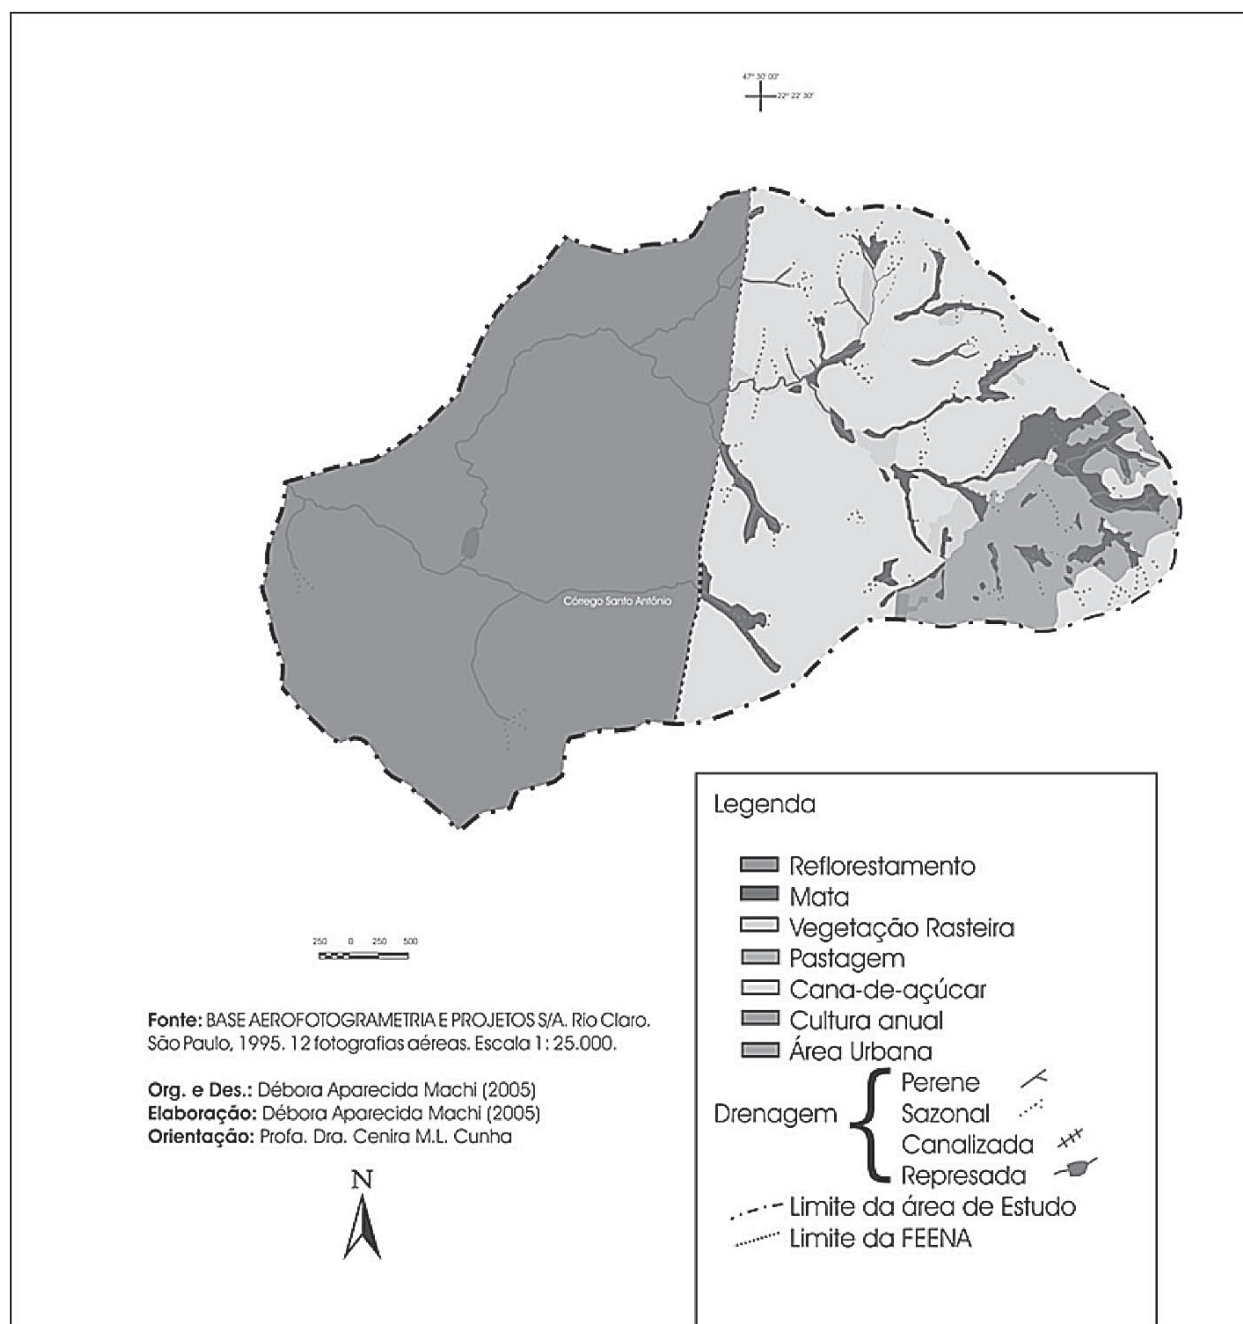 47º 30' 00"
22º 22' 30"
Córrego Santo Antônio
250 0 250 500
Fonte: BASE AEROFOTOGRAMETRIA E PROJETOS S/A. Rio Claro.
São Paulo, 1995. 12 fotografias aéreas. Escala 1: 25.000.
Org. e Des.: Débora Aparecida Machi (2005)
Elaboração: Débora Aparecida Machi (2005)
Orientação: Profa. Dra. Cenira M.L. Cunha
N
Legenda
Reflorestamento
Mata
Vegetação Rasteira
Pastagem
Cana-de-açúcar
Cultura anual
Área Urbana
Drenagem
Perene
Sazonal
Canalizada
Represada
Limite da área de Estudo
Limite da FEENA